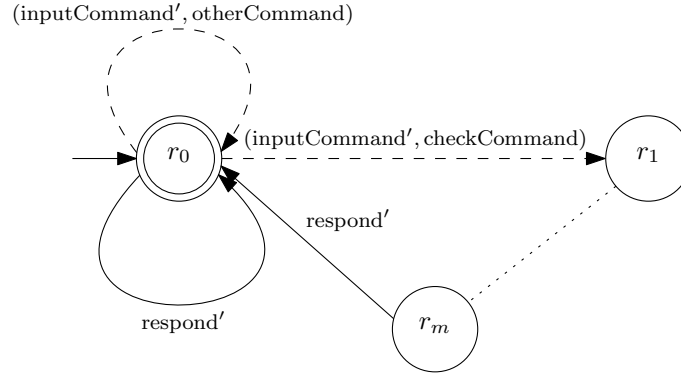 (inputCommand′, otherCommand)
(inputCommand′, checkCommand)
r₀
r₁
respond′
respond′
rₘ